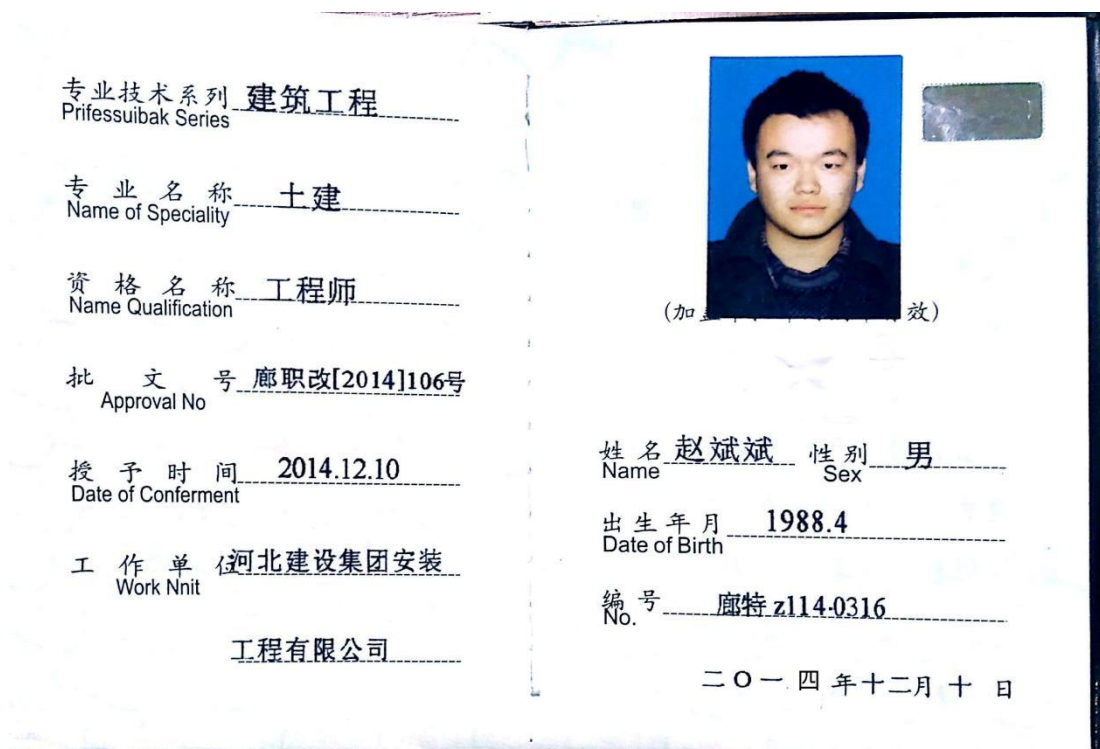 专业技术系列 建筑工程
Prifessuibak Series
专业名称 土建
Name of Speciality
资格名称 工程师
Name Qualification
批文号 廊职改[2014]106号
Approval No
授予时间 2014.12.10
Date of Conferment
工作单位 河北建设集团安装
Work Nnit
工程有限公司
(加 效)
姓名 赵斌斌 性别 男
Name Sex
出生年月 1988.4
Date of Birth
编号 廊特 z114-0316
No.
二O一四年十二月十日